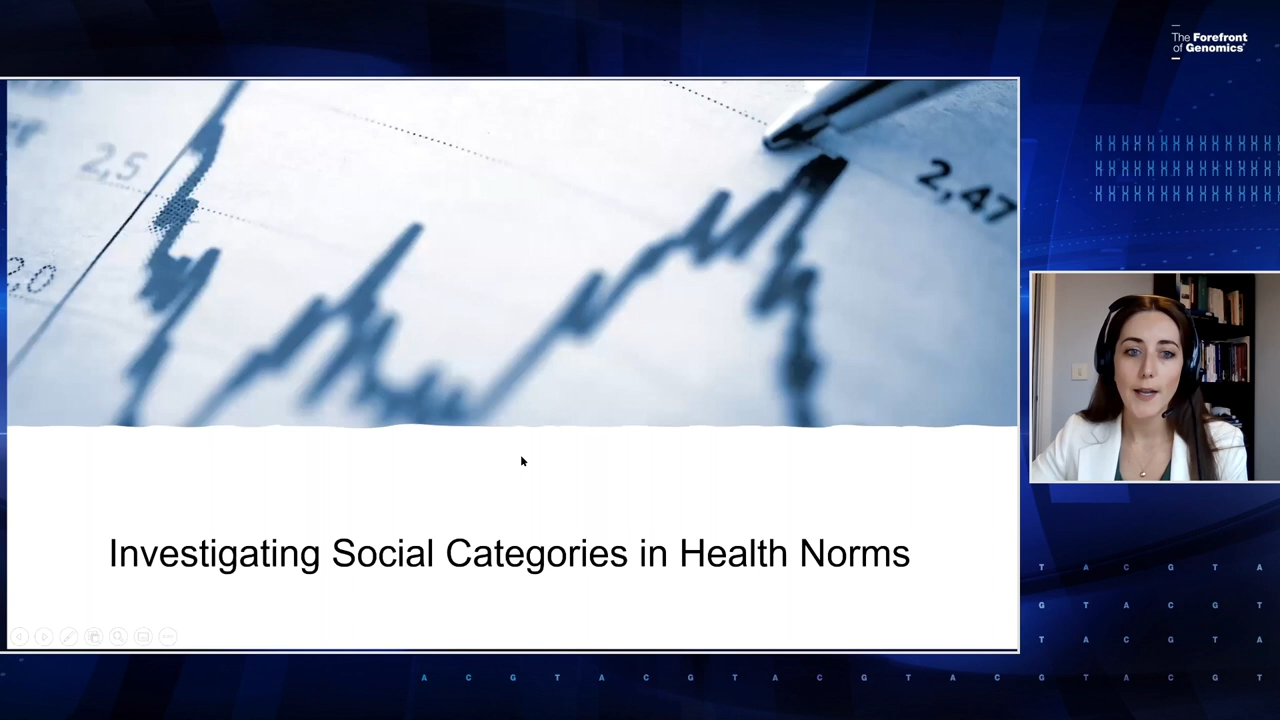 The Forefront
of Genomics®
2,5
2,47
2,0
Investigating Social Categories in Health Norms
T A C G T A
G T A C G T
T A C G T A
A C G T A C G T A C G T A C G T A C G T